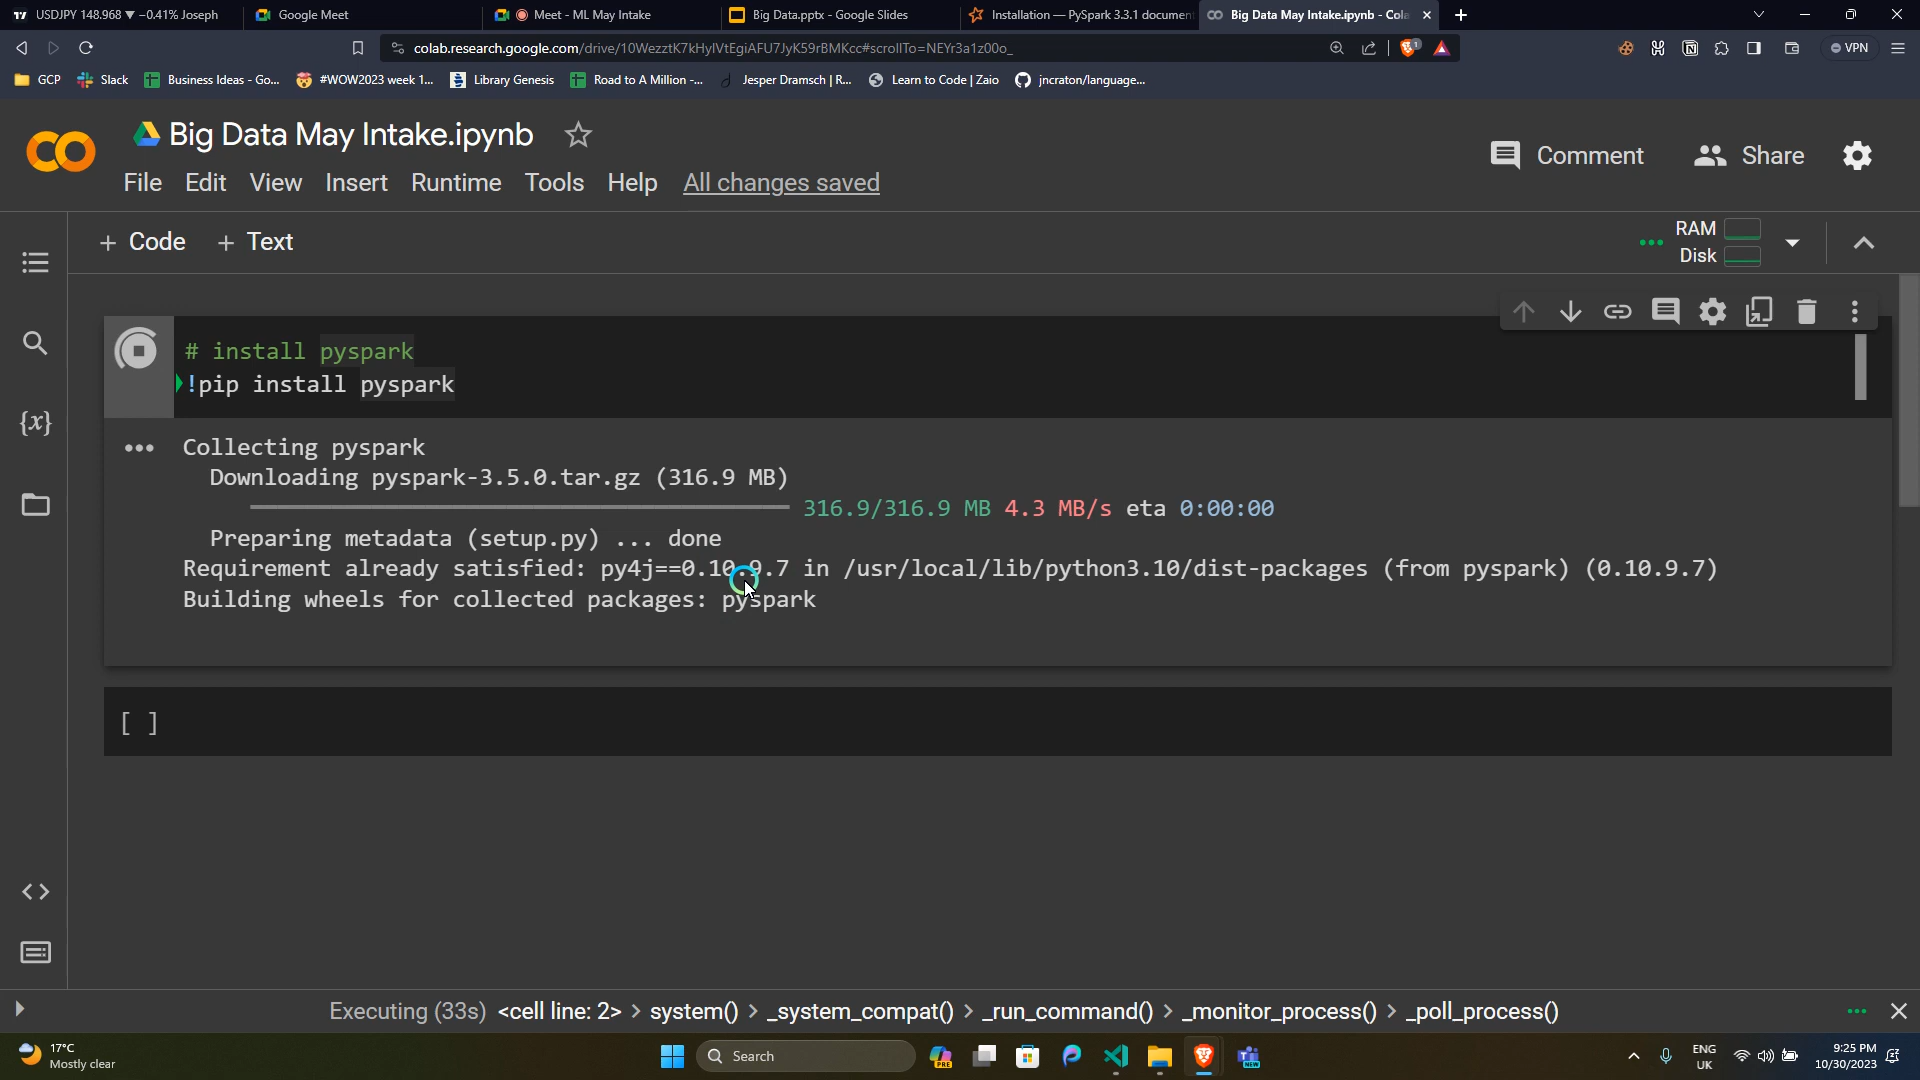 USDJPY 148.968 ▼ −0.41% Joseph
Google Meet
Meet - ML May Intake
Big Data.pptx - Google Slides
Installation — PySpark 3.3.1 document
Big Data May Intake.ipynb - Cola
colab.research.google.com/drive/10WezztK7kHylVtEgiAFU7JyK59rBMKcc#scrollTo=NEYr3a1z00o_
VPN
GCP
Slack
Business Ideas - Go...
#WOW2023 week 1...
Library Genesis
Road to A Million -...
Jesper Dramsch | R...
Learn to Code | Zaio
jncraton/language...
Big Data May Intake.ipynb
Comment
Share
File Edit View Insert Runtime Tools Help All changes saved
+ Code + Text
RAM
Disk
# install pyspark
!pip install pyspark
Collecting pyspark
Downloading pyspark-3.5.0.tar.gz (316.9 MB)
316.9/316.9 MB 4.3 MB/s eta 0:00:00
Preparing metadata (setup.py) ... done
Requirement already satisfied: py4j==0.10.9.7 in /usr/local/lib/python3.10/dist-packages (from pyspark) (0.10.9.7)
Building wheels for collected packages: pyspark
[ ]
Executing (33s) <cell line: 2> > system() > _system_compat() > _run_command() > _monitor_process() > _poll_process()
17°C
Mostly clear
Search
PRE
NEW
ENG
UK
9:25 PM
10/30/2023